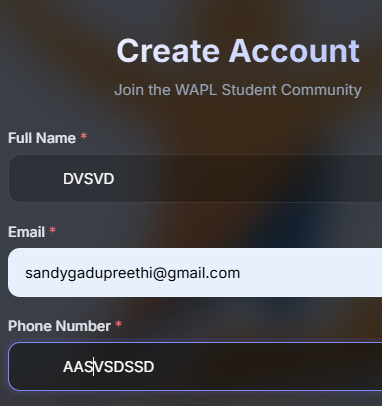 Create Account
Join the WAPL Student Community
Full Name *
DVSVD
Email *
sandygadupreethi@gmail.com
Phone Number *
AASVSDSSD